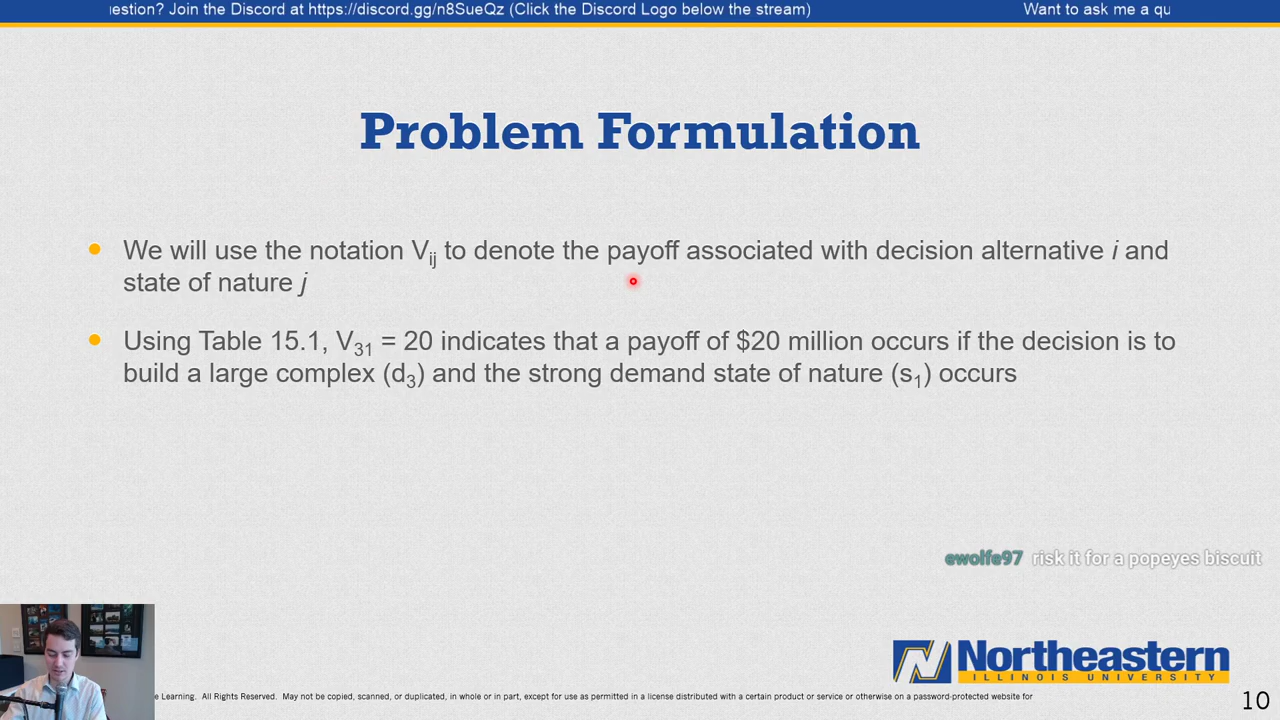 estion? Join the Discord at https://discord.gg/n8SueQz (Click the Discord Logo below the stream) Want to ask me a qu
Problem Formulation
We will use the notation Vij to denote the payoff associated with decision alternative i and
state of nature j
Using Table 15.1, V31 = 20 indicates that a payoff of $20 million occurs if the decision is to
build a large complex (d3) and the strong demand state of nature (s1) occurs
ewolfe97 risk it for a popeyes biscuit
Northeastern
ILLINOIS UNIVERSITY
e Learning. All Rights Reserved. May not be copied, scanned, or duplicated, in whole or in part, except for use as permitted in a license distributed with a certain product or service or otherwise on a password-protected website for
10